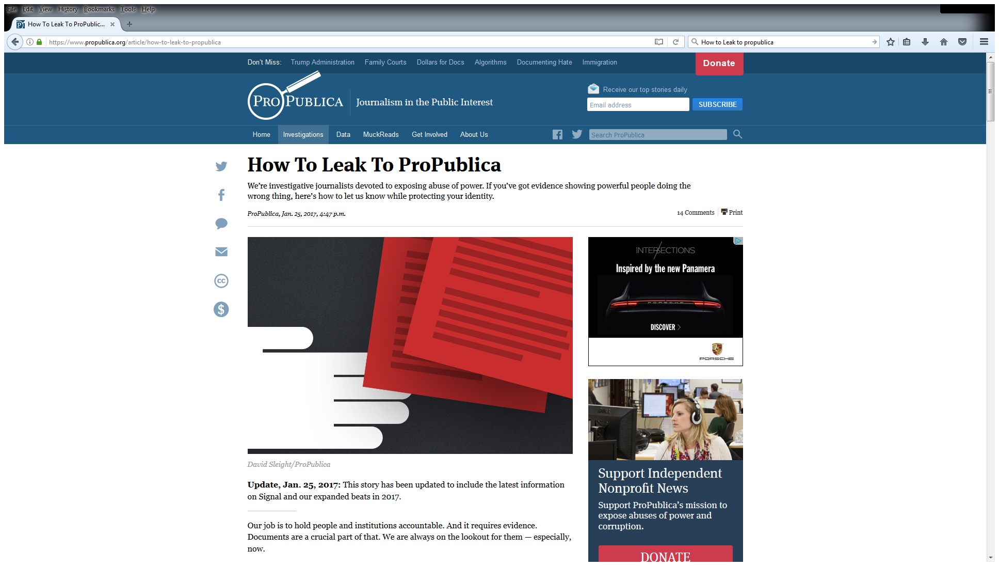 File Edit View History Bookmarks Tools Help
How To Leak To ProPublic...
https://www.propublica.org/article/how-to-leak-to-propublica
How to Leak to propublica
Don't Miss: Trump Administration Family Courts Dollars for Docs Algorithms Documenting Hate Immigration
Donate
PROPUBLICA
Journalism in the Public Interest
Receive our top stories daily
Email address
SUBSCRIBE
Home Investigations Data MuckReads Get Involved About Us
Search ProPublica
How To Leak To ProPublica
We're investigative journalists devoted to exposing abuse of power. If you've got evidence showing powerful people doing the
wrong thing, here's how to let us know while protecting your identity.
ProPublica, Jan. 25, 2017, 4:47 p.m.
14 Comments Print
cc
$
INTERSECTIONS
Inspired by the new Panamera
PORSCHE
DISCOVER
PORSCHE
DELL
David Sleight/ProPublica
Update, Jan. 25, 2017: This story has been updated to include the latest information
on Signal and our expanded beats in 2017.
Our job is to hold people and institutions accountable. And it requires evidence.
Documents are a crucial part of that. We are always on the lookout for them — especially,
now.
Support Independent
Nonprofit News
Support ProPublica's mission to
expose abuses of power and
corruption.
DONATE